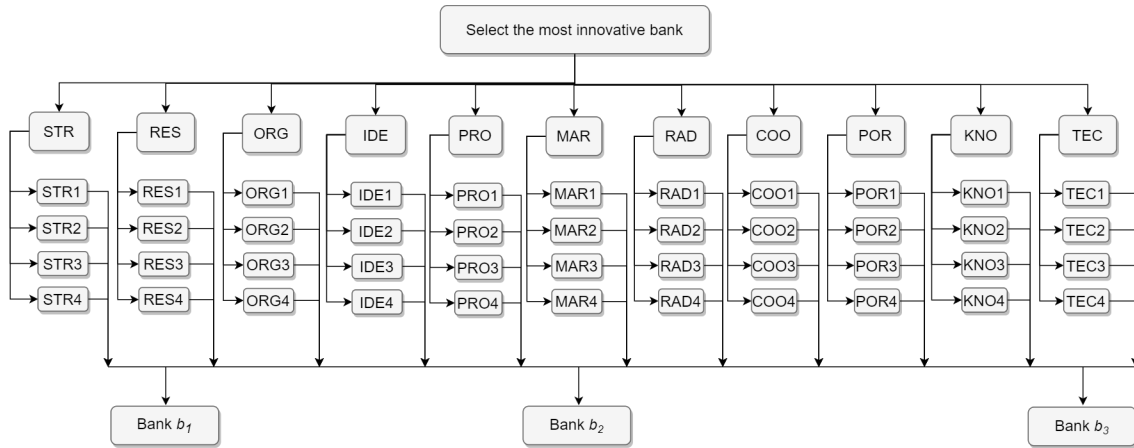 Select the most innovative bank
STR RES ORG IDE PRO MAR RAD COO POR KNO TEC
STR1 RES1 ORG1 IDE1 PRO1 MAR1 RAD1 COO1 POR1 KNO1 TEC1
STR2 RES2 ORG2 IDE2 PRO2 MAR2 RAD2 COO2 POR2 KNO2 TEC2
STR3 RES3 ORG3 IDE3 PRO3 MAR3 RAD3 COO3 POR3 KNO3 TEC3
STR4 RES4 ORG4 IDE4 PRO4 MAR4 RAD4 COO4 POR4 KNO4 TEC4
Bank b1 Bank b2 Bank b3